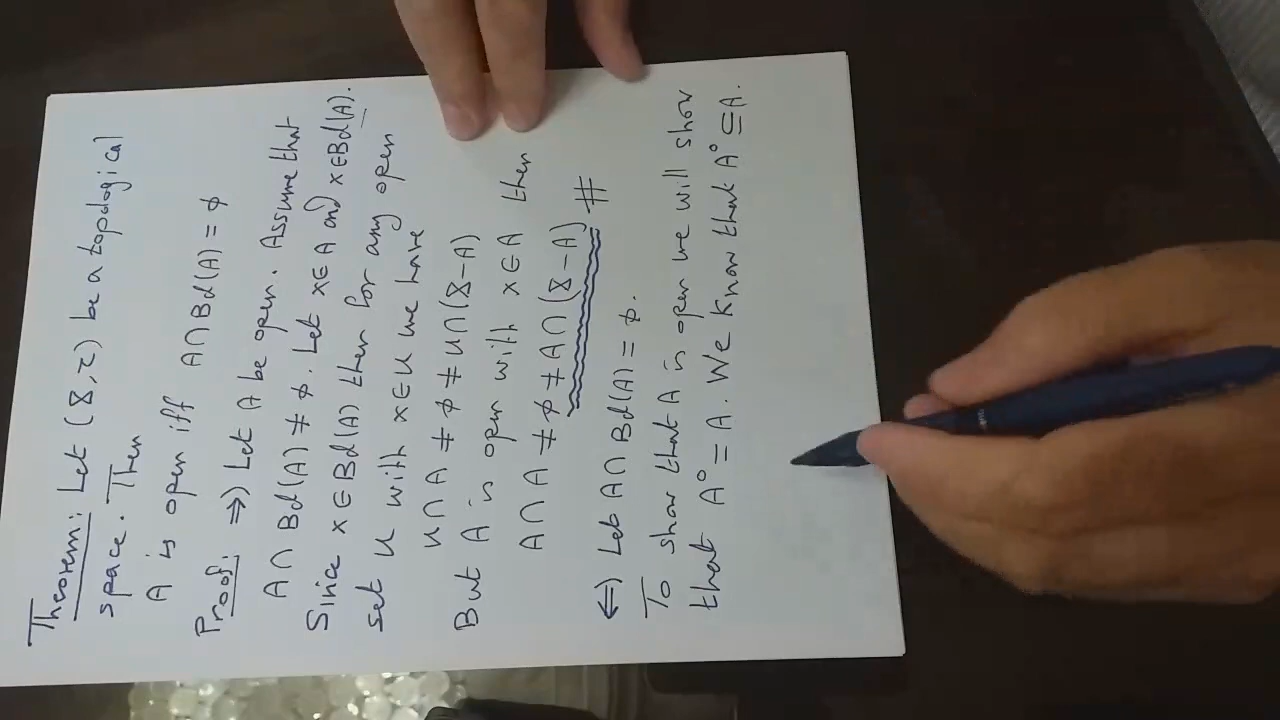 Theorem: Let (X,τ) be a topological
space. Then
A is open iff A∩Bd(A) = ϕ
Proof: ⇒) Let A be open. Assume that
A∩Bd(A) ≠ ϕ. Let x∈A and x∈Bd(A).
Since x∈Bd(A) then for any open
set U with x∈U we have
U∩A ≠ ϕ ≠ U∩(X-A)
But A is open with x∈A then
A∩A ≠ ϕ ≠ A∩(X-A) #
⇐) Let A∩Bd(A) = ϕ.
To show that A is open we will show
that A° = A. We know that A° ⊆ A.